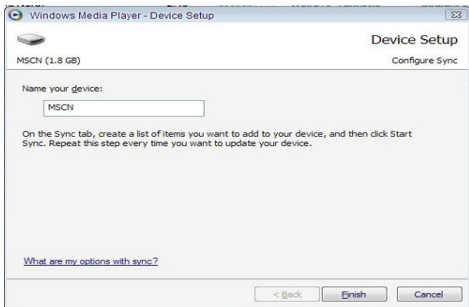 Windows Media Player - Device Setup
Device Setup
MSCN (1.8 GB)
Configure Sync
Name your device:
MSCN
On the Sync tab, create a list of items you want to add to your device, and then click Start
Sync. Repeat this step every time you want to update your device.
What are my options with sync?
< Back
Finish
Cancel